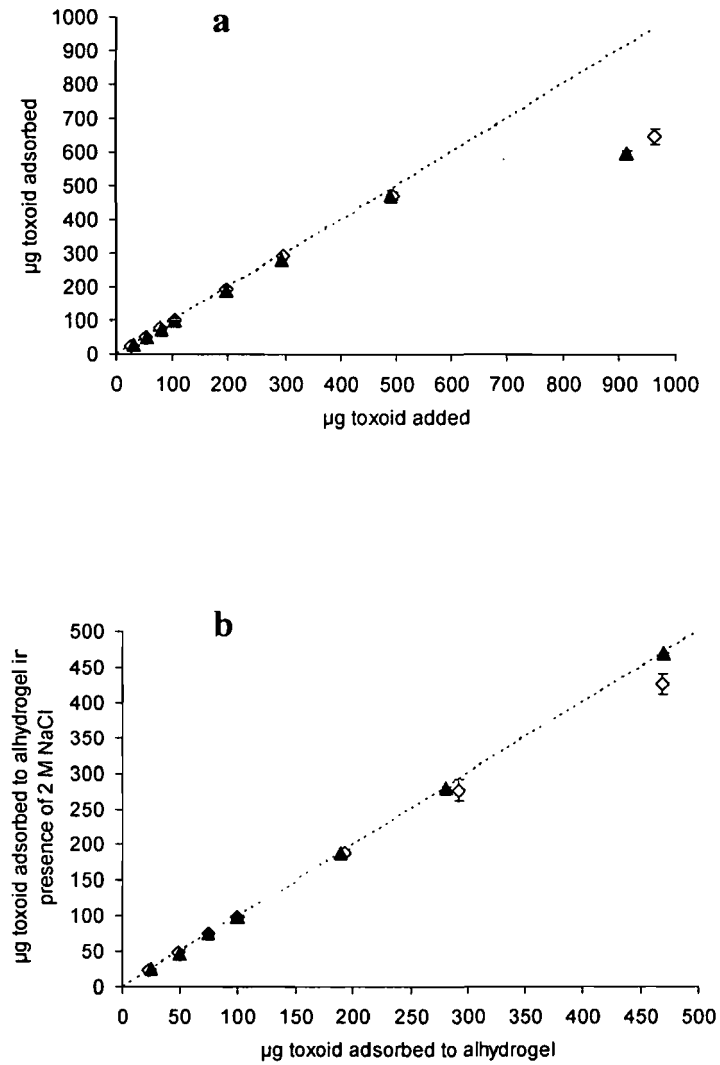 a
1000
900
800
700
600
500
400
300
200
100
0
0 100 200 300 400 500 600 700 800 900 1000
µg toxoid adsorbed
µg toxoid added
b
500
450
400
350
300
250
200
150
100
50
0
0 50 100 150 200 250 300 350 400 450 500
µg toxoid adsorbed to alhydrogel ir
presence of 2 M NaCl
µg toxoid adsorbed to alhydrogel